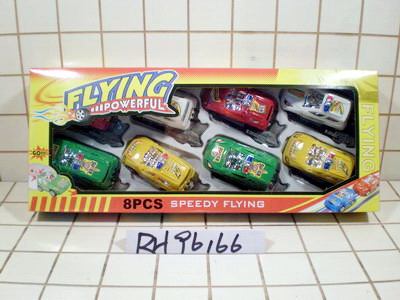 FLYING
POWERFUL
FLYING
8PCS SPEEDY FLYING
RH96166